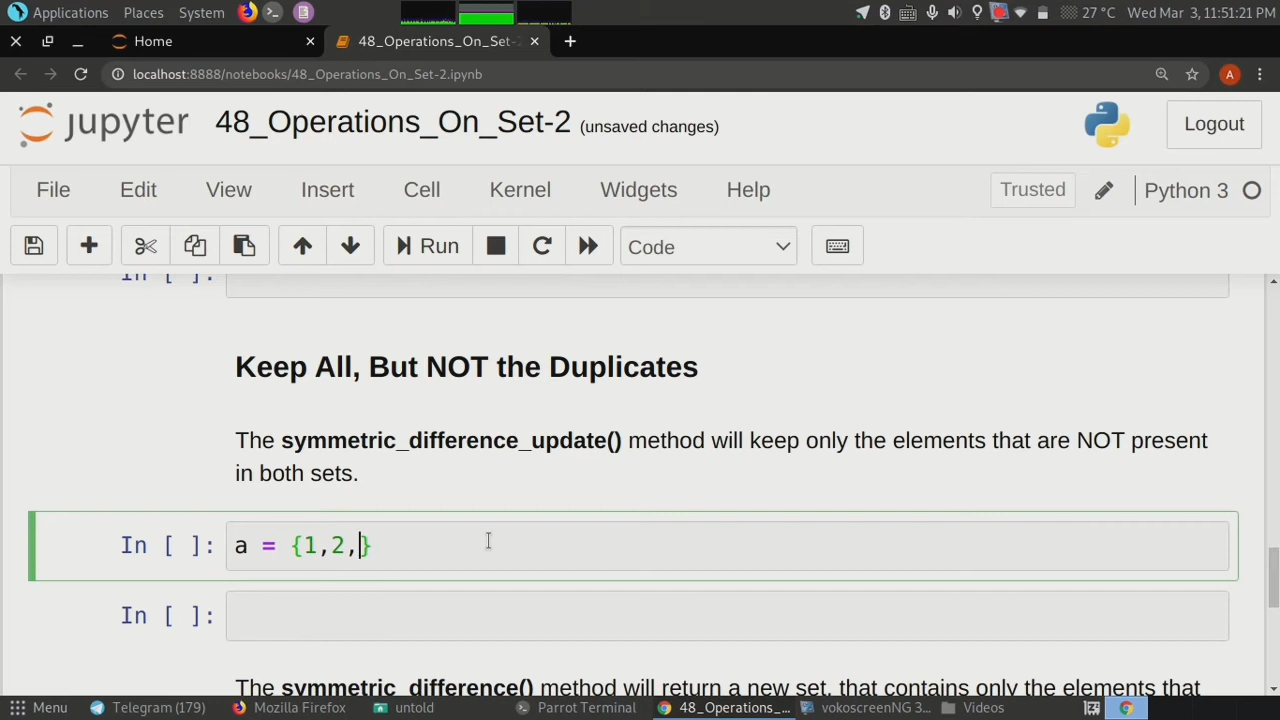 Applications Places System 27 °C Wed Mar 3, 11:51:21 PM
Home 48_Operations_On_Set-2
localhost:8888/notebooks/48_Operations_On_Set-2.ipynb A
jupyter 48_Operations_On_Set-2 (unsaved changes) Logout
File Edit View Insert Cell Kernel Widgets Help Trusted Python 3
Run Code
In [ ]:
Keep All, But NOT the Duplicates
The symmetric_difference_update() method will keep only the elements that are NOT present
in both sets.
In [ ]: a = {1,2,}
In [ ]:
The symmetric_difference() method will return a new set, that contains only the elements that
Menu Telegram (179) Mozilla Firefox untold Parrot Terminal 48_Operations_... vokoscreenNG 3... Videos